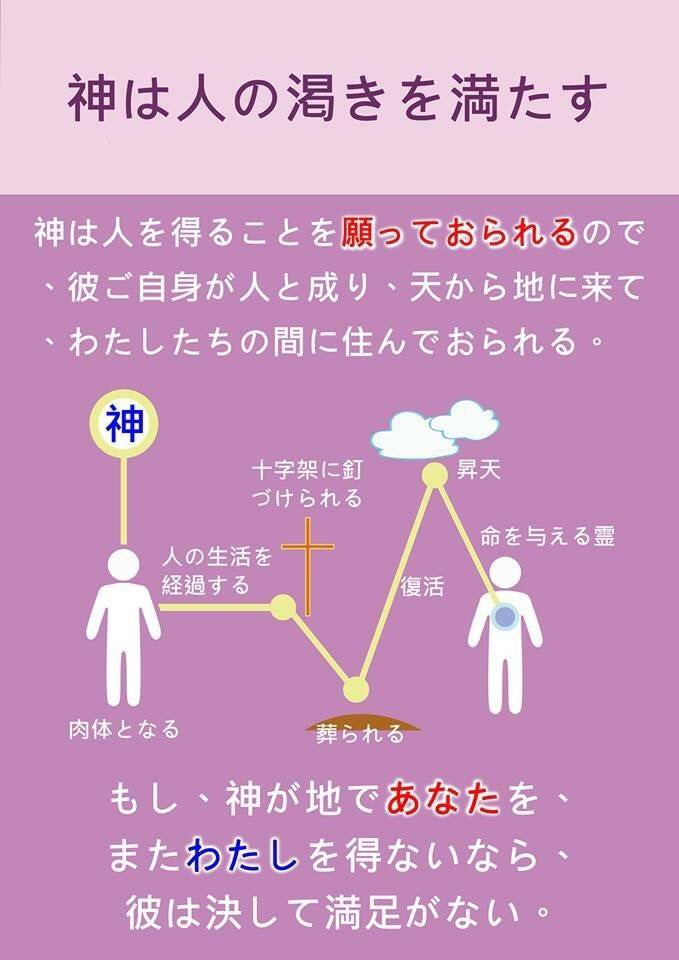 神は人の渇きを満たす
神は人を得ることを願っておられるので
、彼ご自身が人と成り、天から地に来て
、わたしたちの間に住んでおられる。
神
十字架に釘
づけられる
昇天
命を与える霊
人の生活を
経過する
復活
肉体となる
葬られる
もし、神が地であなたを、
またわたしを得ないなら、
彼は決して満足がない。